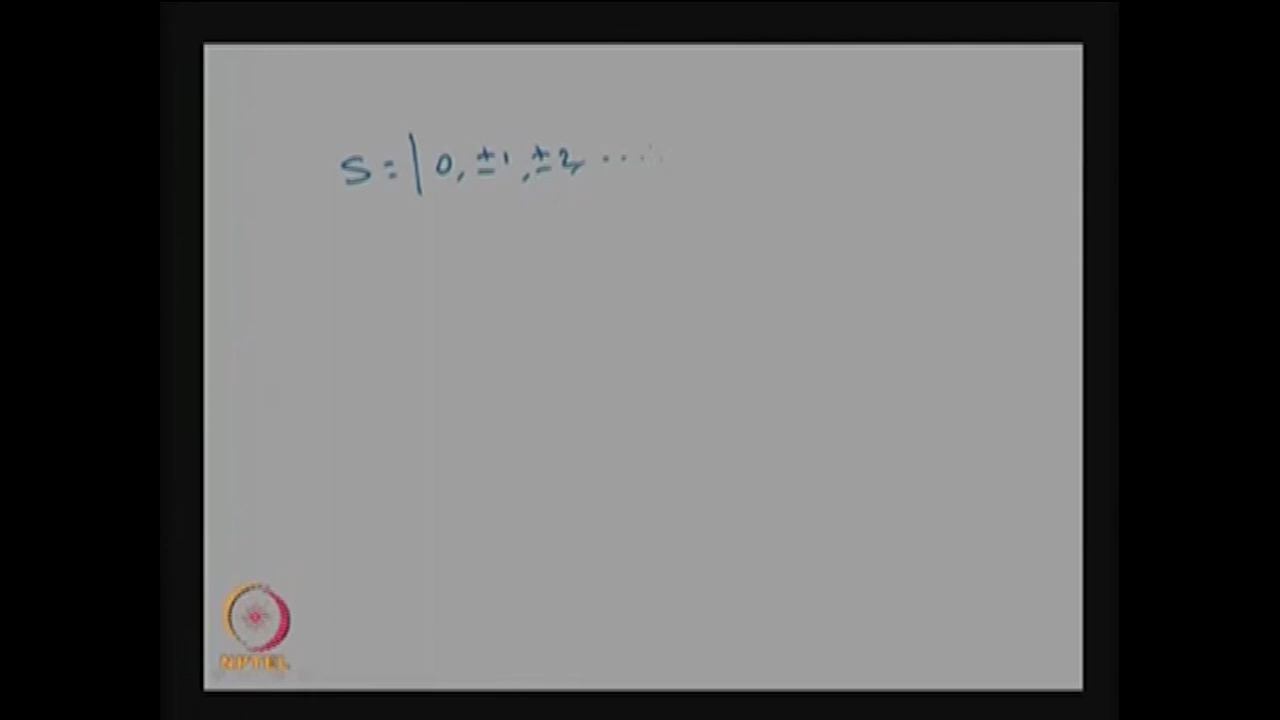 S = | 0, ±1, ±2, .....
NPTEL